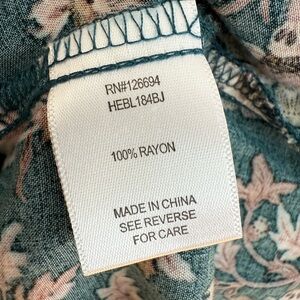 RN#126694
HEBL184BJ
100% RAYON
MADE IN CHINA
SEE REVERSE
FOR CARE